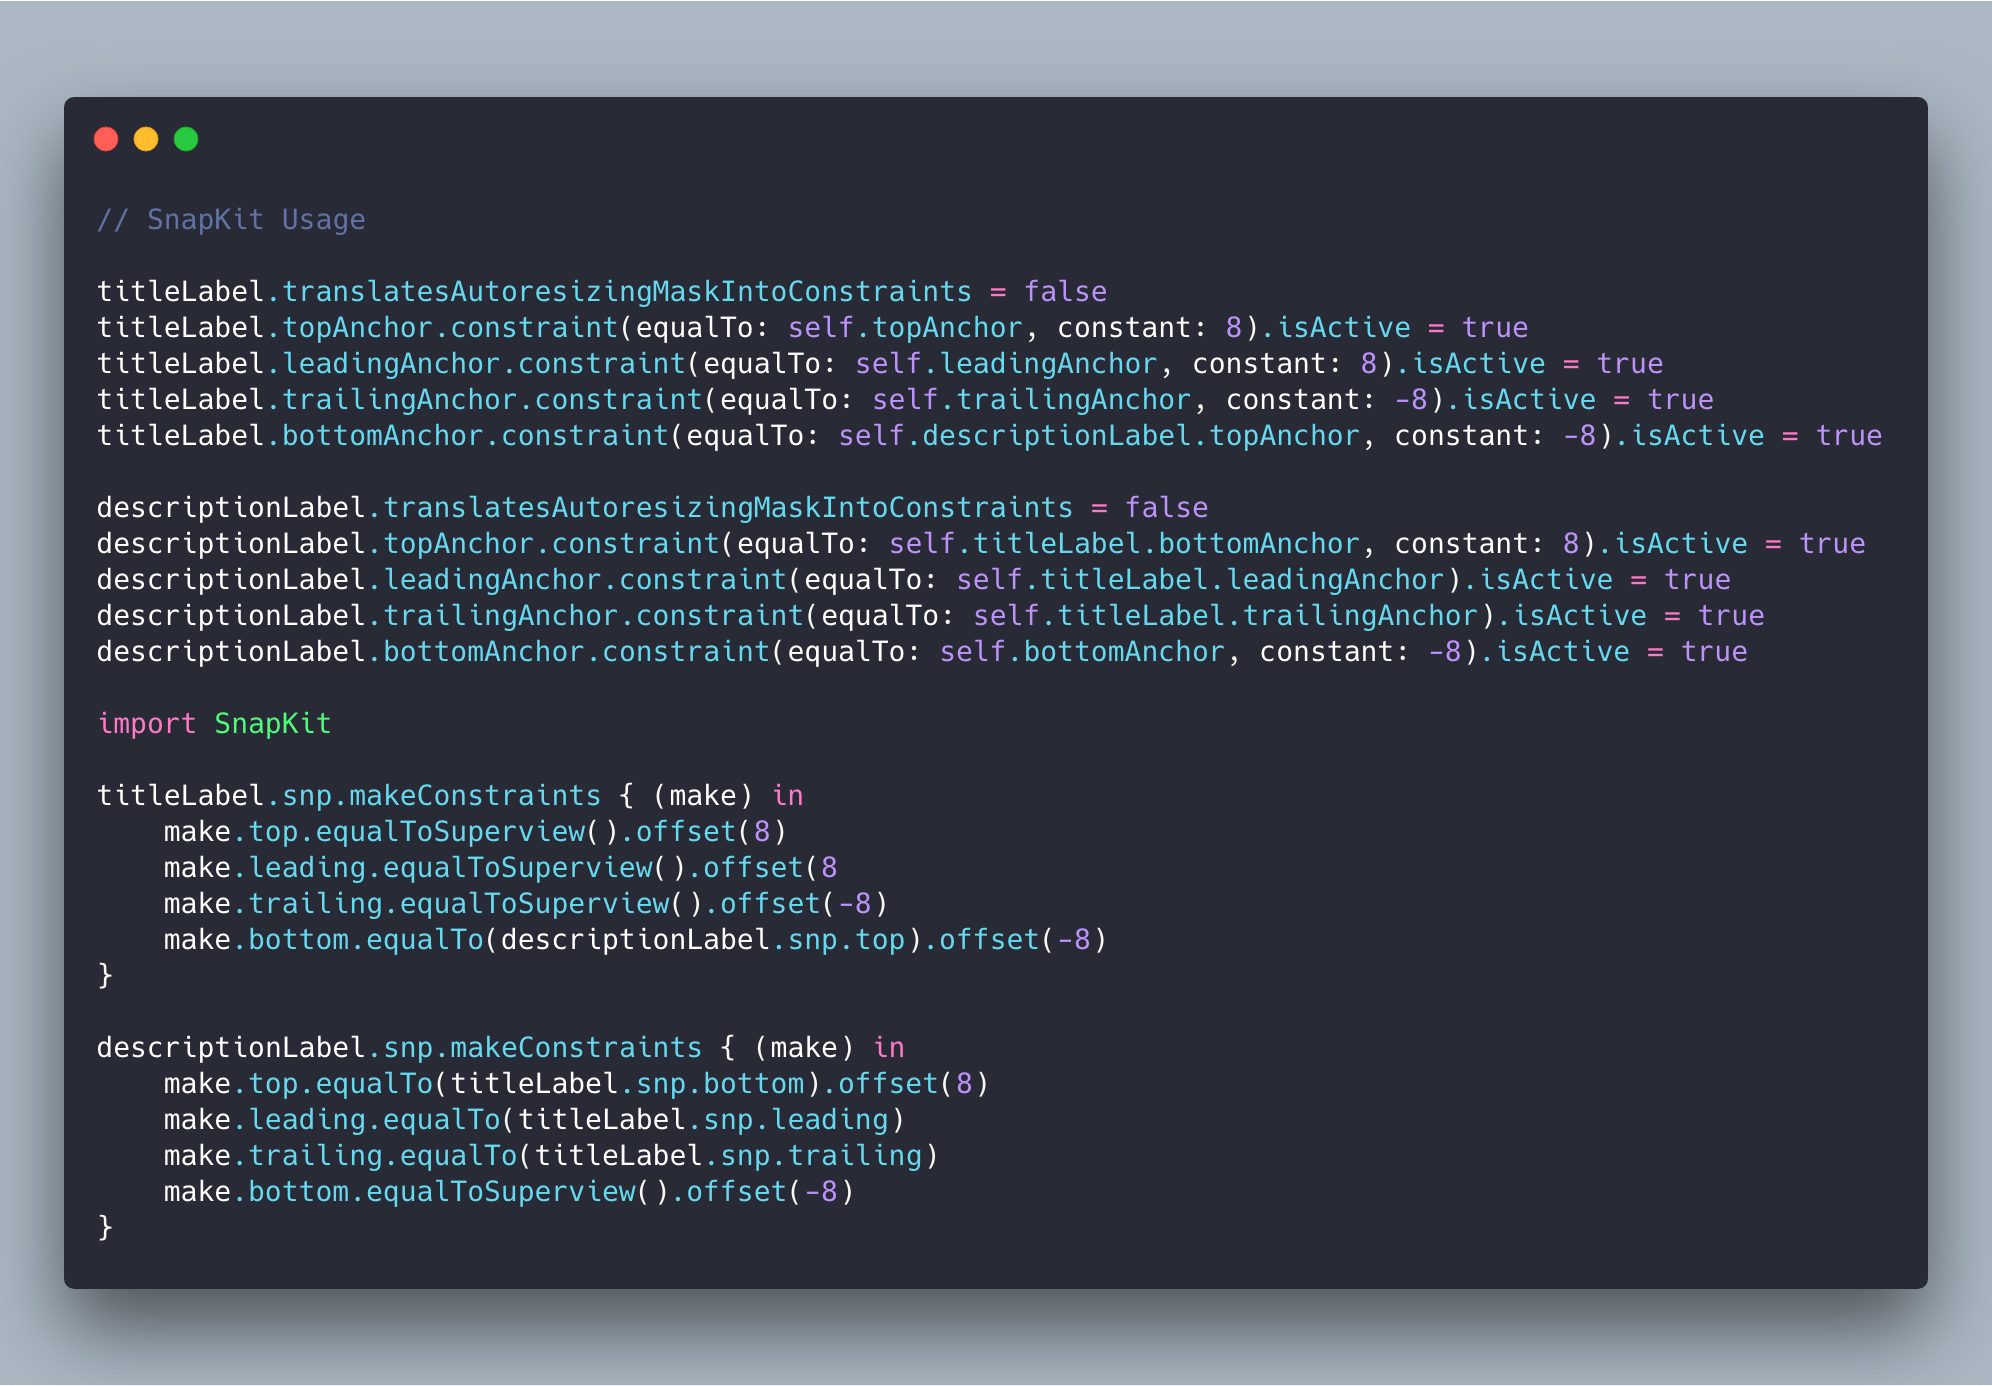 // SnapKit Usage

titleLabel.translatesAutoresizingMaskIntoConstraints = false
titleLabel.topAnchor.constraint(equalTo: self.topAnchor, constant: 8).isActive = true
titleLabel.leadingAnchor.constraint(equalTo: self.leadingAnchor, constant: 8).isActive = true
titleLabel.trailingAnchor.constraint(equalTo: self.trailingAnchor, constant: -8).isActive = true
titleLabel.bottomAnchor.constraint(equalTo: self.descriptionLabel.topAnchor, constant: -8).isActive = true

descriptionLabel.translatesAutoresizingMaskIntoConstraints = false
descriptionLabel.topAnchor.constraint(equalTo: self.titleLabel.bottomAnchor, constant: 8).isActive = true
descriptionLabel.leadingAnchor.constraint(equalTo: self.titleLabel.leadingAnchor).isActive = true
descriptionLabel.trailingAnchor.constraint(equalTo: self.titleLabel.trailingAnchor).isActive = true
descriptionLabel.bottomAnchor.constraint(equalTo: self.bottomAnchor, constant: -8).isActive = true

import SnapKit

titleLabel.snp.makeConstraints { (make) in
    make.top.equalToSuperview().offset(8)
    make.leading.equalToSuperview().offset(8
    make.trailing.equalToSuperview().offset(-8)
    make.bottom.equalTo(descriptionLabel.snp.top).offset(-8)
}

descriptionLabel.snp.makeConstraints { (make) in
    make.top.equalTo(titleLabel.snp.bottom).offset(8)
    make.leading.equalTo(titleLabel.snp.leading)
    make.trailing.equalTo(titleLabel.snp.trailing)
    make.bottom.equalToSuperview().offset(-8)
}